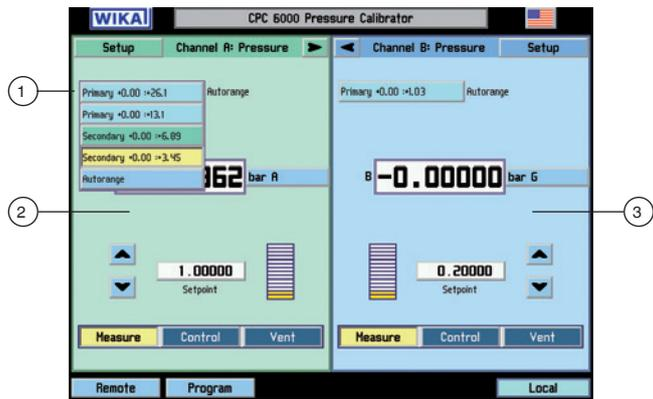 WIKA
CPC 6000 Pressure Calibrator
Setup
Channel A: Pressure
Channel B: Pressure
Setup
1
Primary +0.00 :+26.1
Autorange
Primary +0.00 :+13.1
Secondary +0.00 :+6.89
Secondary +0.00 :+3.45
Autorange
Primary +0.00 :+1.03
Autorange
862 bar A
B -0.00000 bar G
2
3
1.00000
Setpoint
0.20000
Setpoint
Measure
Control
Vent
Measure
Control
Vent
Remote
Program
Local